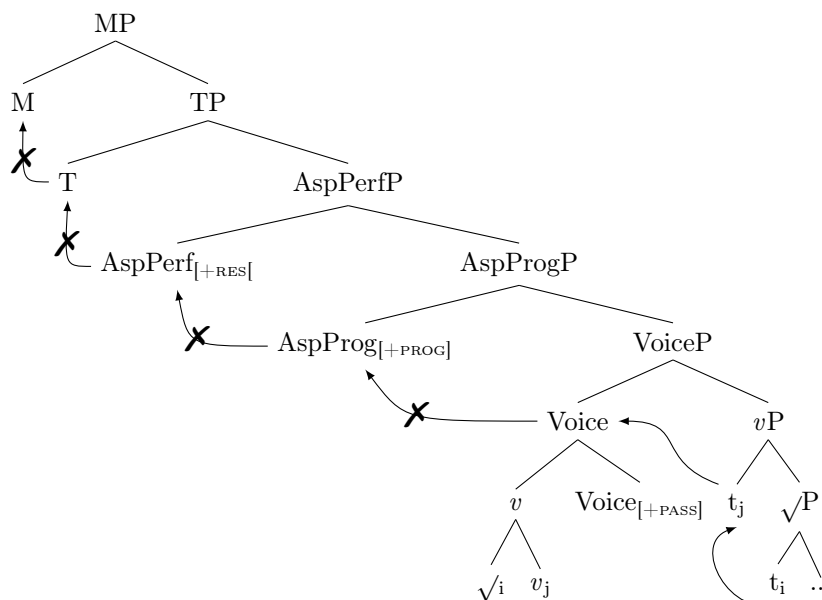 MP
M TP
T AspPerfP
AspPerf[+RES[ AspProgP
AspProg[+PROG] VoiceP
Voice vP
v Voice[+PASS] tj √P
√i vj ti ..